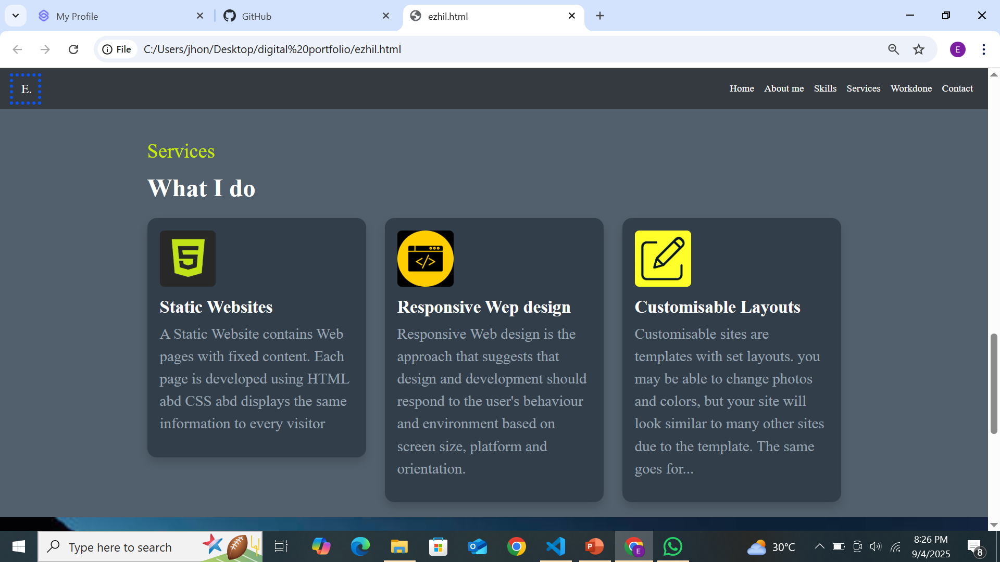 My Profile
GitHub
ezhil.html
File
C:/Users/jhon/Desktop/digital%20portfolio/ezhil.html
E
E.
Home About me Skills Services Workdone Contact
Services
What I do
5
</>
Static Websites
A Static Website contains Web
pages with fixed content. Each
page is developed using HTML
abd CSS abd displays the same
information to every visitor
Responsive Wep design
Responsive Web design is the
approach that suggests that
design and development should
respond to the user's behaviour
and environment based on
screen size, platform and
orientation.
Customisable Layouts
Customisable sites are
templates with set layouts. you
may be able to change photos
and colors, but your site will
look similar to many other sites
due to the template. The same
goes for...
Type here to search
P
E
30°C
8:26 PM
9/4/2025
8